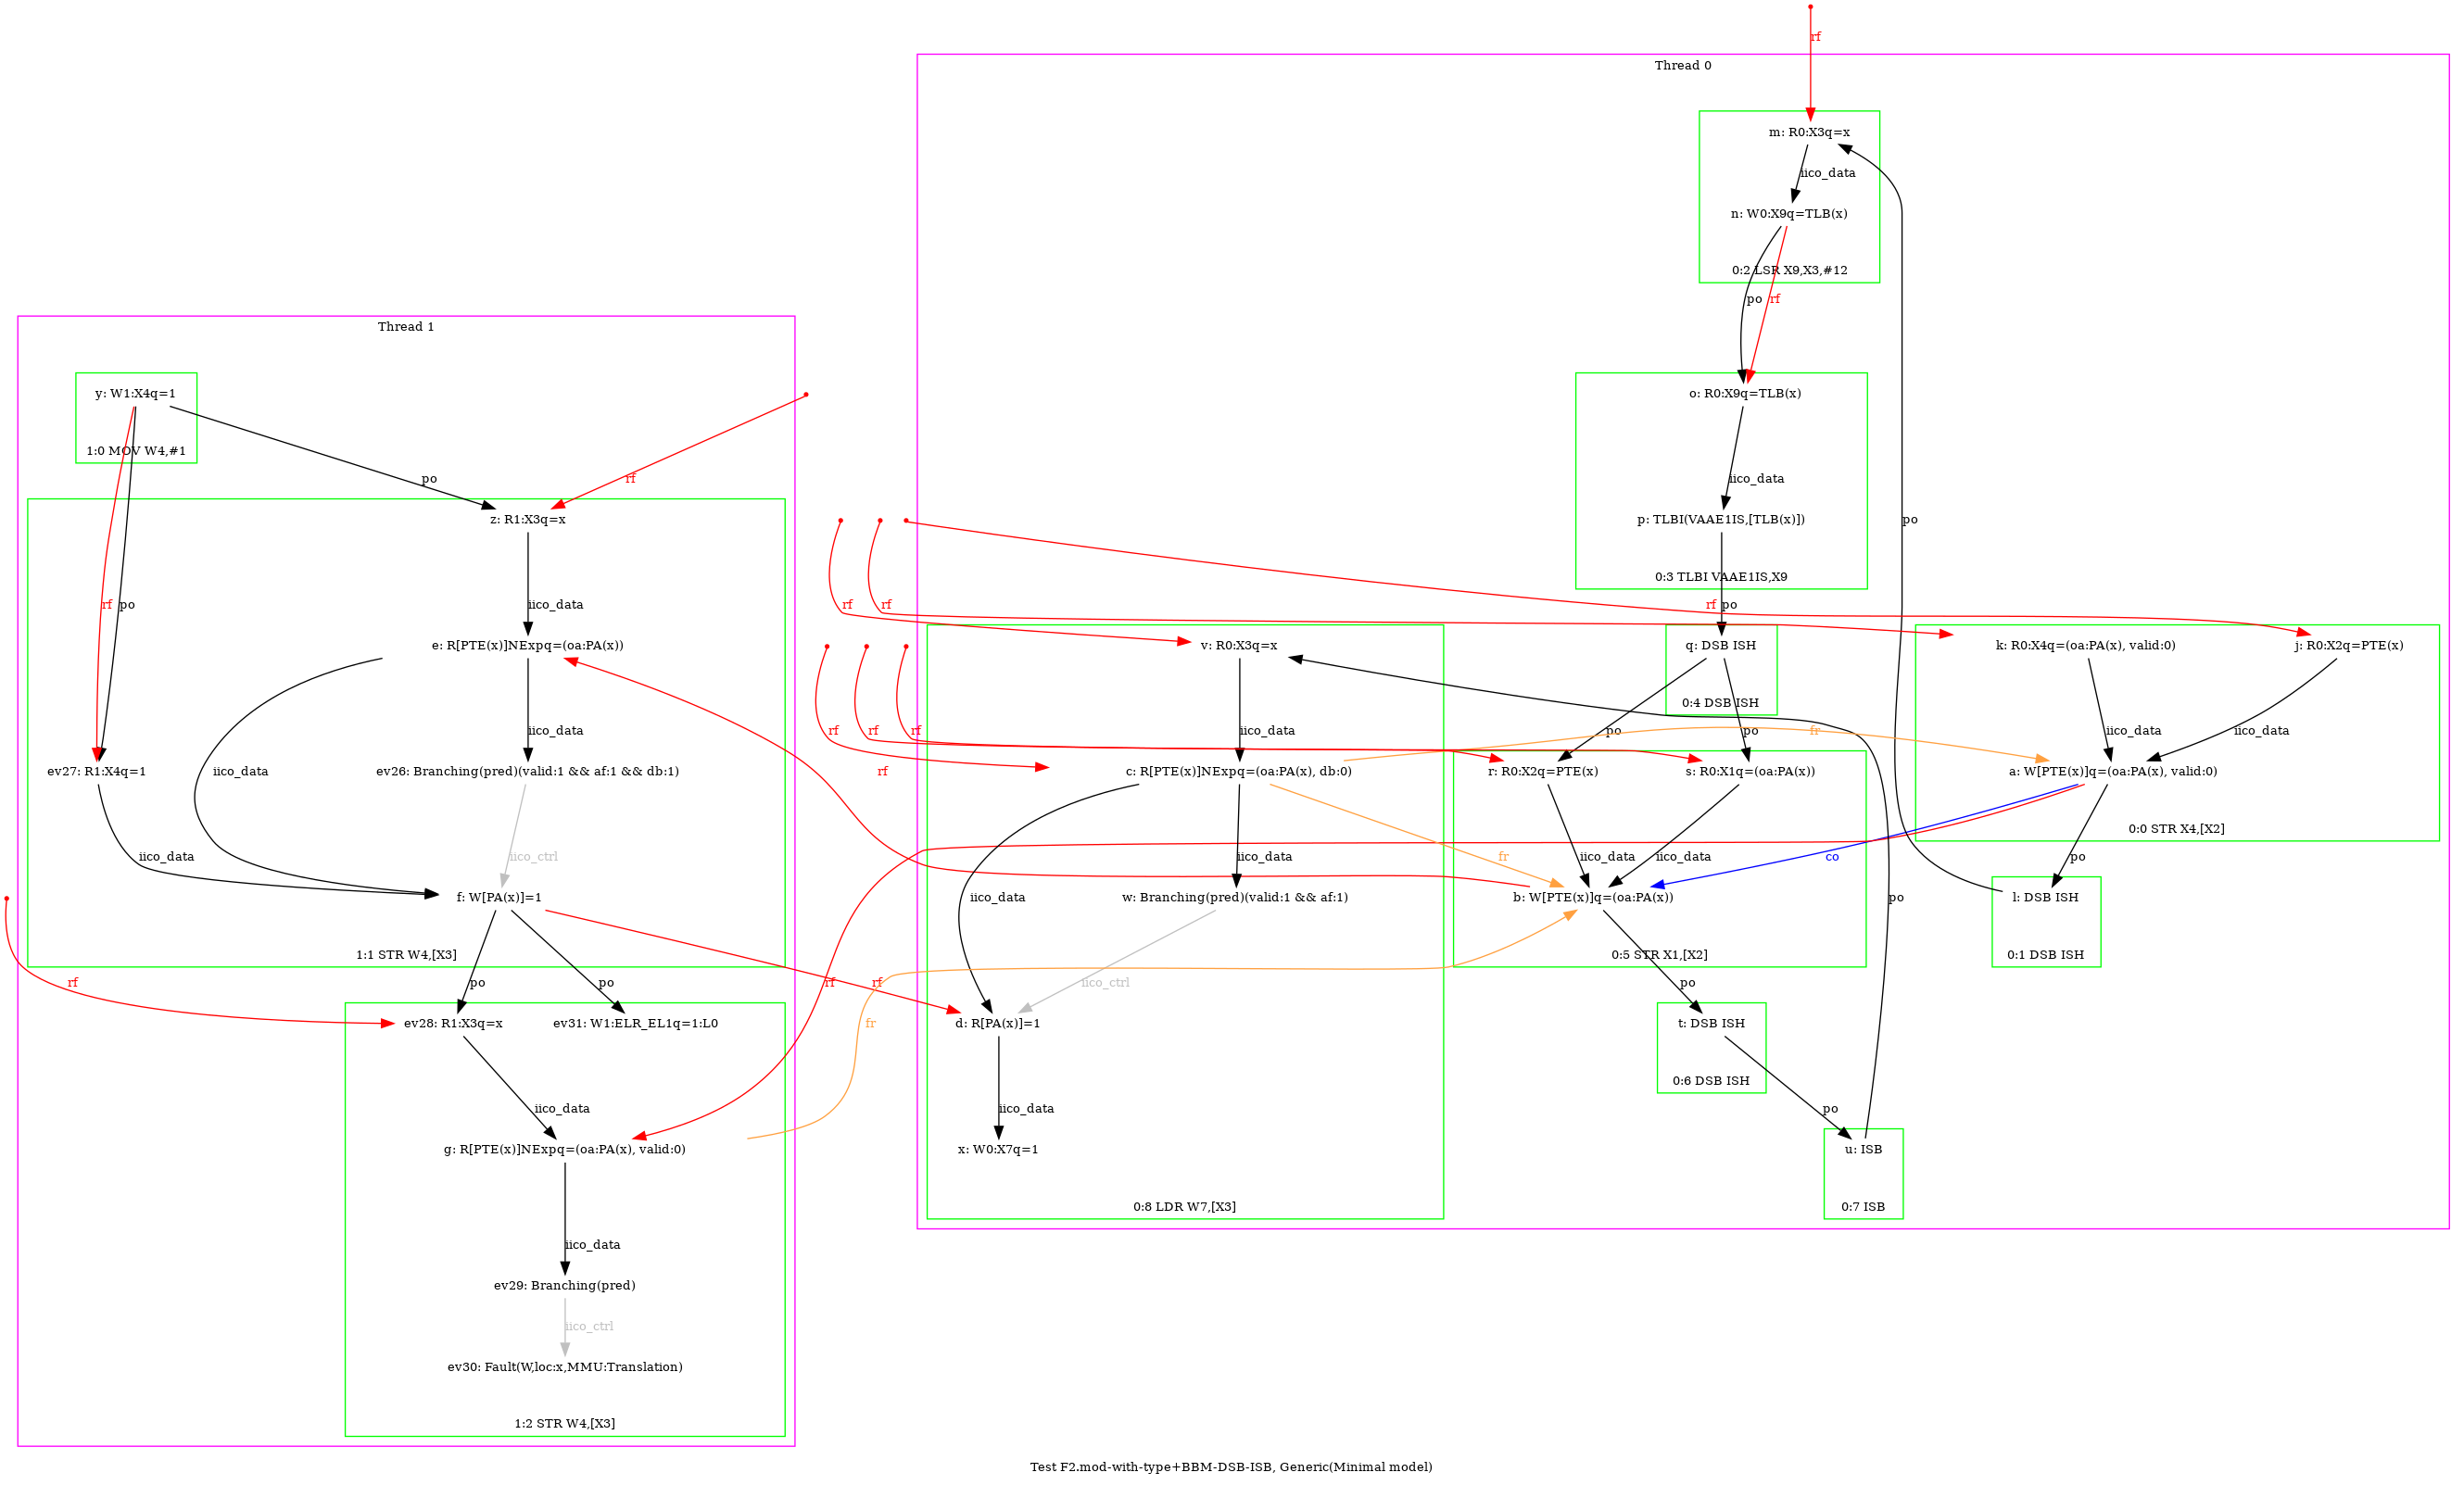 rf
Thread 0
m: R0:X3q=x
iico_data
n: W0:X9q=TLB(x)
0:2 LSR X9,X3,#12
po
rf
o: R0:X9q=TLB(x)
iico_data
p: TLBI(VAAE1IS,[TLB(x)])
0:3 TLBI VAAE1IS,X9
po
rf
po
q: DSB ISH
0:4 DSB ISH
po
po
rf
rf
k: R0:X4q=(oa:PA(x), valid:0)
j: R0:X2q=PTE(x)
iico_data
iico_data
a: W[PTE(x)]q=(oa:PA(x), valid:0)
0:0 STR X4,[X2]
po
l: DSB ISH
0:1 DSB ISH
v: R0:X3q=x
iico_data
rf
rf
rf
fr
c: R[PTE(x)]NExpq=(oa:PA(x), db:0)
iico_data
iico_data
w: Branching(pred)(valid:1 && af:1)
iico_ctrl
d: R[PA(x)]=1
iico_data
x: W0:X7q=1
0:8 LDR W7,[X3]
r: R0:X2q=PTE(x)
s: R0:X1q=(oa:PA(x))
fr
iico_data
iico_data
co
b: W[PTE(x)]q=(oa:PA(x))
0:5 STR X1,[X2]
po
po
t: DSB ISH
0:6 DSB ISH
po
u: ISB
0:7 ISB
Thread 1
y: W1:X4q=1
1:0 MOV W4,#1
po
rf
z: R1:X3q=x
rf
po
iico_data
e: R[PTE(x)]NExpq=(oa:PA(x))
iico_data
iico_data
rf
ev27: R1:X4q=1
ev26: Branching(pred)(valid:1 && af:1 && db:1)
iico_data
iico_ctrl
f: W[PA(x)]=1
1:1 STR W4,[X3]
rf
po
po
rf
rf
fr
ev28: R1:X3q=x
ev31: W1:ELR_EL1q=1:L0
iico_data
g: R[PTE(x)]NExpq=(oa:PA(x), valid:0)
iico_data
ev29: Branching(pred)
iico_ctrl
ev30: Fault(W,loc:x,MMU:Translation)
1:2 STR W4,[X3]
Test F2.mod-with-type+BBM-DSB-ISB, Generic(Minimal model)